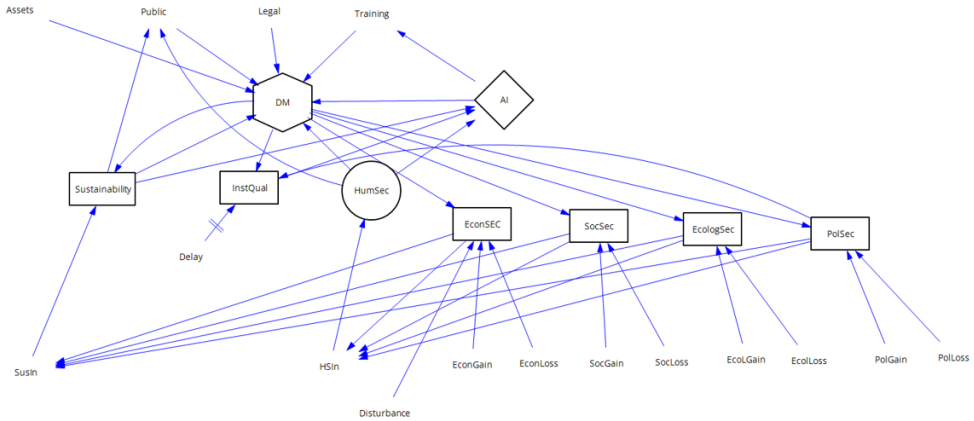 Assets
Public
Legal
Training
DM
AI
Sustainability
InstQual
HumSec
EconSEC
SocSec
EcologSec
PolSec
Delay
SusIn
HSIn
EconGain
EconLoss
SocGain
SocLoss
EcoLGain
EcolLoss
PolGain
PolLoss
Disturbance